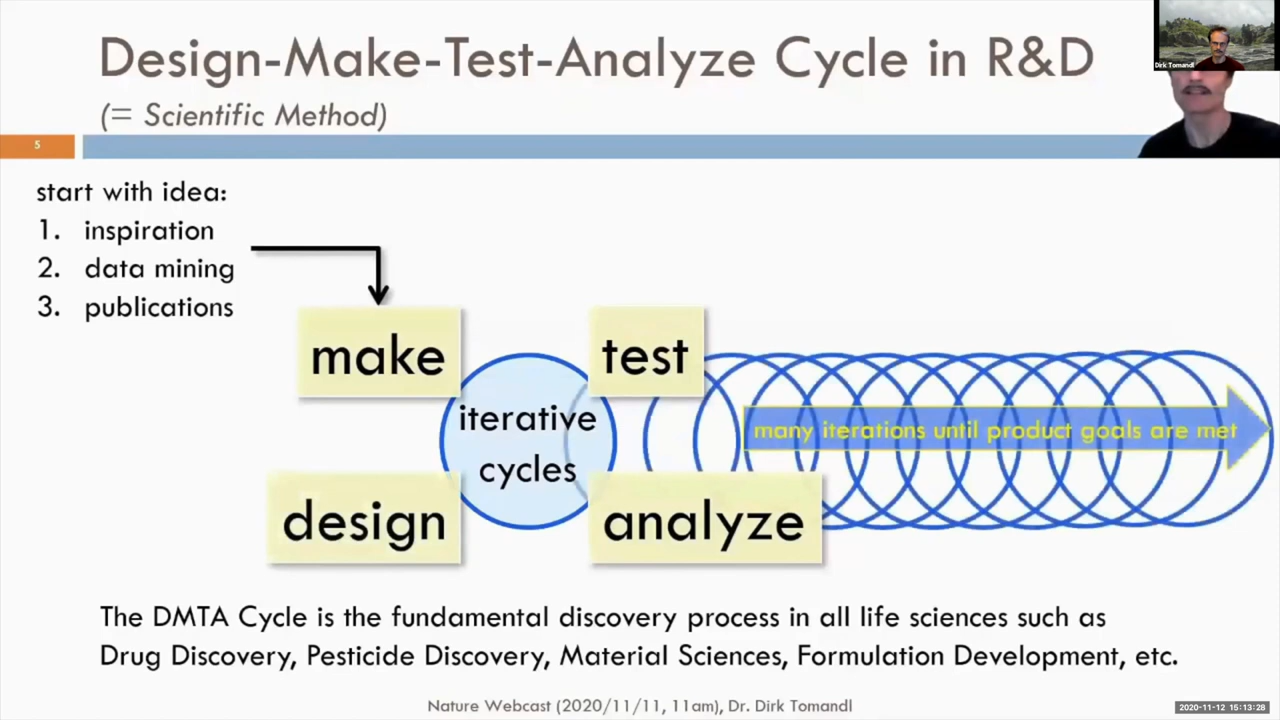 Design-Make-Test-Analyze Cycle in R&D
(= Scientific Method)
Dirk Tomandl
5
start with idea:
1. inspiration
2. data mining
3. publications
make
test
iterative
cycles
many iterations until product goals are met
design
analyze
The DMTA Cycle is the fundamental discovery process in all life sciences such as
Drug Discovery, Pesticide Discovery, Material Sciences, Formulation Development, etc.
Nature Webcast (2020/11/11, 11am), Dr. Dirk Tomandl
2020-11-12 15:13:28